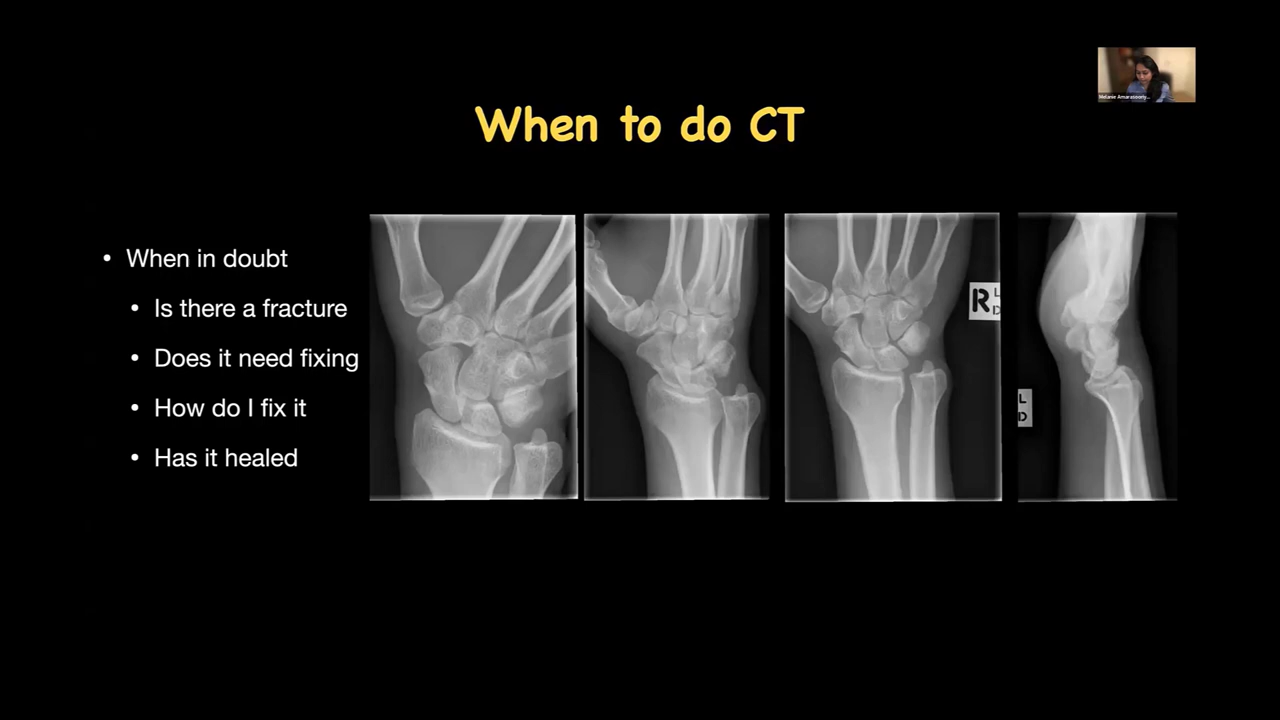 When to do CT
When in doubt
Is there a fracture
Does it need fixing
How do I fix it
Has it healed
R
L
D
L
D